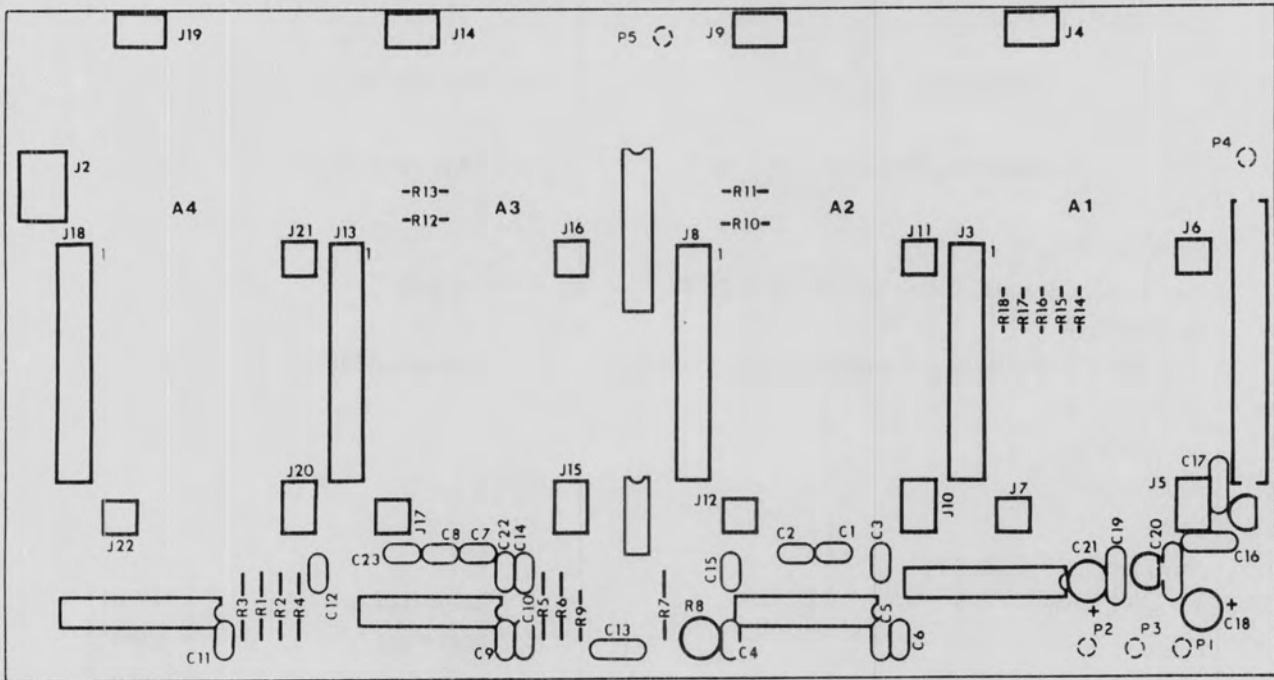 J19
J14
P5
J9
J4
J2
P4
R13
R11
A4
R12
A3
R10
A2
A1
J18
J21
J13
J16
J8
J11
J3
J6
1
1
1
1
R18
R17
R16
R15
R14
C17
J20
J15
J12
J10
J7
J5
J22
J17
C23
C8
C7
C22
C14
C2
C1
C3
C19
C20
C16
C21
C15
C12
R3
R1
R2
R4
C10
R5
R6
R9
R7
R8
C5
C6
+
+
C18
C11
C9
C13
C4
P2
P3
P1